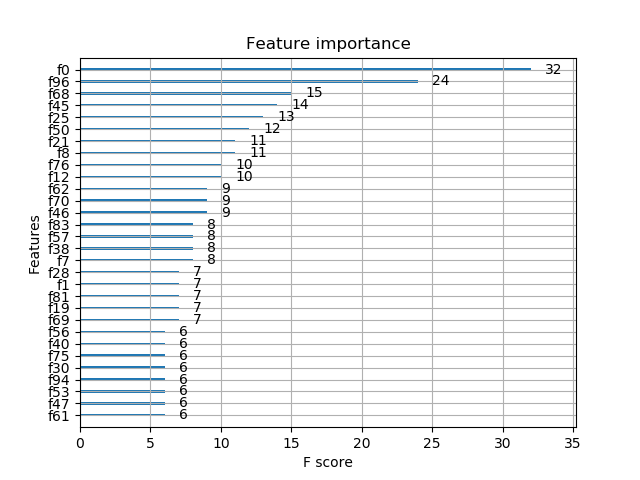 Feature importance
f0 32
f96 24
f68 15
f45 14
f25 13
f50 12
f21 11
f8 11
f76 10
f12 10
f62 9
f70 9
f46 9
f83 8
f57 8
f38 8
f7 8
f28 7
f1 7
f81 7
f19 7
f69 7
f56 6
f40 6
f75 6
f30 6
f94 6
f53 6
f47 6
f61 6
Features
0 5 10 15 20 25 30 35
F score